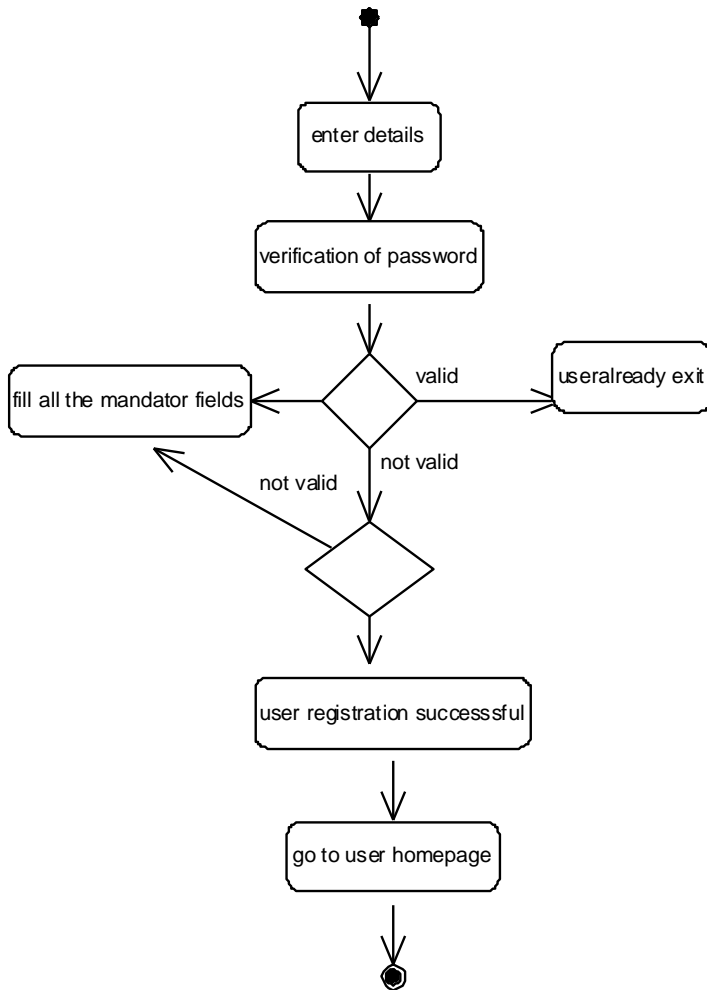 enter details
verification of password
valid
useralready exit
fill all the mandator fields
not valid
not valid
user registration successsful
go to user homepage